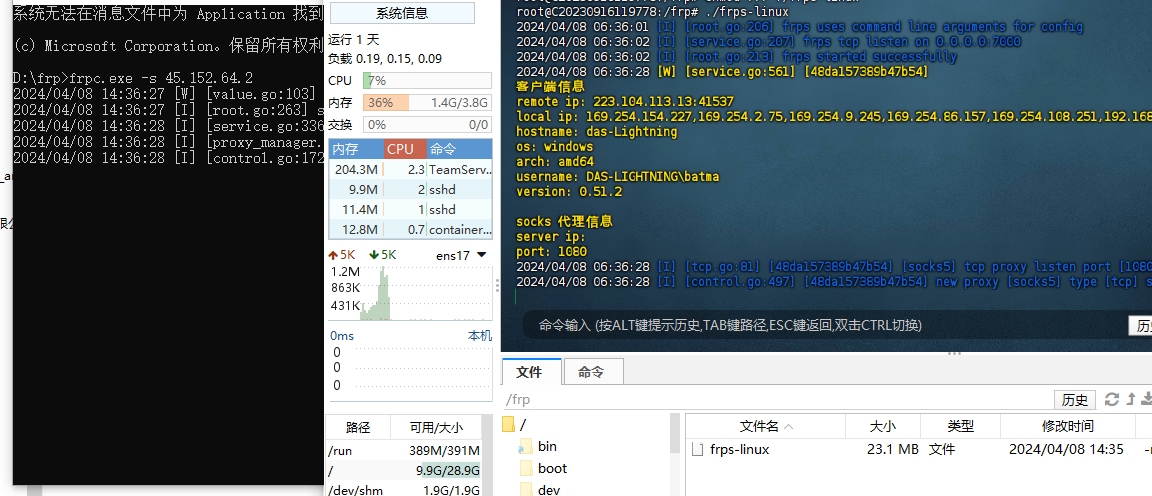 系统无法在消息文件中为 Application 找到
(c) Microsoft Corporation。保留所有权利
D:\frp>frpc.exe -s 45.152.64.2
2024/04/08 14:36:27 [W] [value.go:103]
2024/04/08 14:36:27 [I] [root.go:263] s
2024/04/08 14:36:28 [I] [service.go:336
2024/04/08 14:36:28 [I] [proxy_manager.
2024/04/08 14:36:28 [I] [control.go:172
系统信息
运行 1 天
负载 0.19, 0.15, 0.09
CPU 7%
内存 36% 1.4G/3.8G
交换 0% 0/0
内存 CPU 命令
204.3M 2.3 TeamServ...
9.9M 2 sshd
11.4M 1 sshd
12.8M 0.7 container...
5K 5K ens17
1.2M
863K
431K
0ms 本机
0
0
0
路径 可用/大小
/run 389M/391M
/ 9.9G/28.9G
/dev/shm 1.9G/1.9G
root@C20230916119778:/frp# ./frps-linux
2024/04/08 06:36:01 [I] [root.go:206] frps uses command line arguments for config
2024/04/08 06:36:02 [I] [service.go:207] frps tcp listen on 0.0.0.0:7000
2024/04/08 06:36:02 [I] [root.go:213] frps started successfully
2024/04/08 06:36:28 [W] [service.go:561] [48da157389b47b54]
客户端信息
remote ip: 223.104.113.13:41537
local ip: 169.254.154.227,169.254.2.75,169.254.9.245,169.254.86.157,169.254.108.251,192.168
hostname: das-Lightning
os: windows
arch: amd64
username: DAS-LIGHTNING\batma
version: 0.51.2
socks 代理信息
server ip:
port: 1080
2024/04/08 06:36:28 [I] [tcp.go:81] [48da157389b47b54] [socks5] tcp proxy listen port [1080
2024/04/08 06:36:28 [I] [control.go:497] [48da157389b47b54] new proxy [socks5] type [tcp] s
命令输入 (按ALT键提示历史,TAB键路径,ESC键返回,双击CTRL切换)
历史
文件 命令
/frp 历史
/
bin
boot
dev
文件名 大小 类型 修改时间
frps-linux 23.1 MB 文件 2024/04/08 14:35